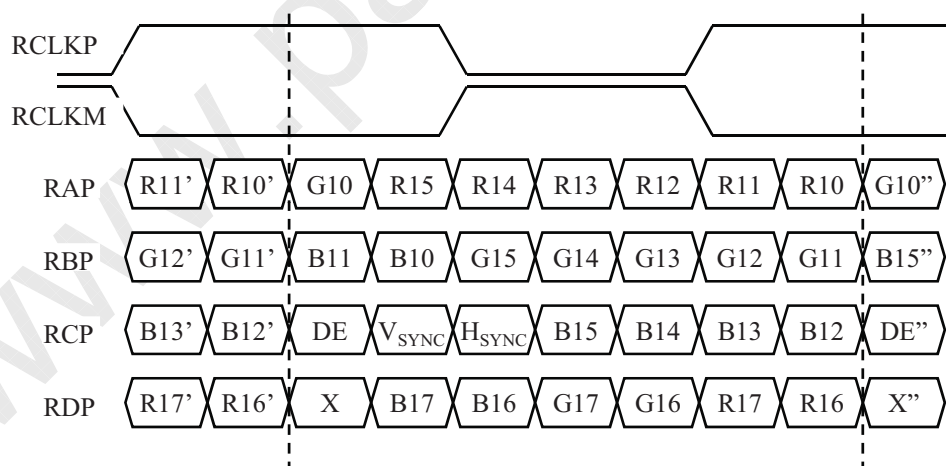 RCLKP
RCLKM
RAP R11’ R10’ G10 R15 R14 R13 R12 R11 R10 G10”
RBP G12’ G11’ B11 B10 G15 G14 G13 G12 G11 B15”
RCP B13’ B12’ DE VSYNC HSYNC B15 B14 B13 B12 DE”
RDP R17’ R16’ X B17 B16 G17 G16 R17 R16 X”
www.pa